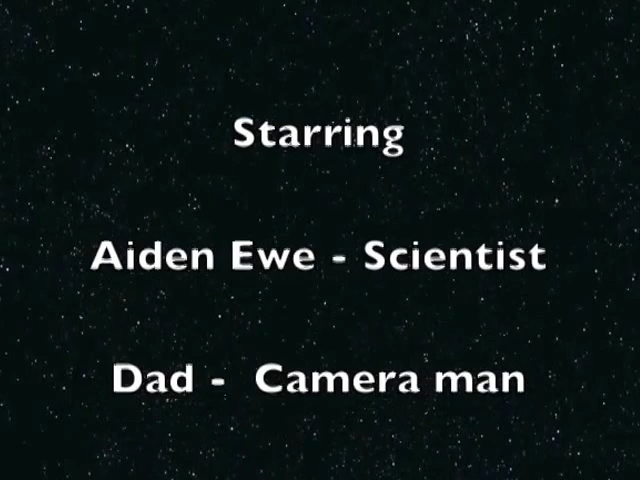 Starring
Aiden Ewe - Scientist
Dad -  Camera man